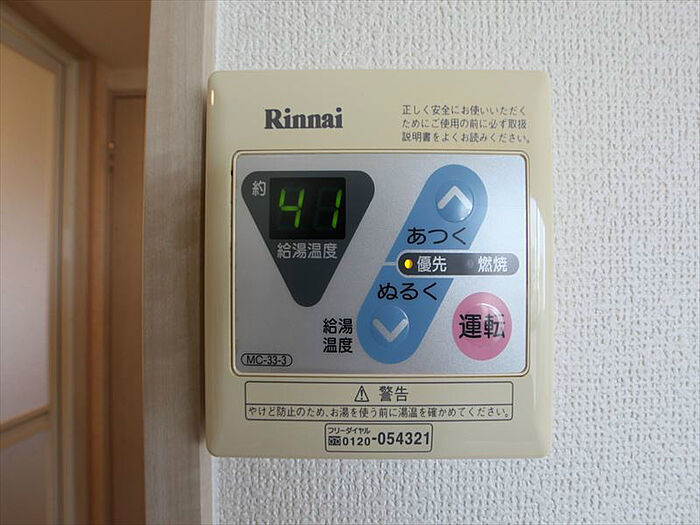 Rinnai
正しく安全にお使いいただく
ためにご使用の前に必ず取扱
説明書をよくお読みください。
約
41
給湯温度
あつく
優先 燃焼
ぬるく
給湯
温度
運転
MC-33-3
⚠ 警告
やけど防止のため、お湯を使う前に湯温を確かめてください。
フリーダイヤル
0120-054321